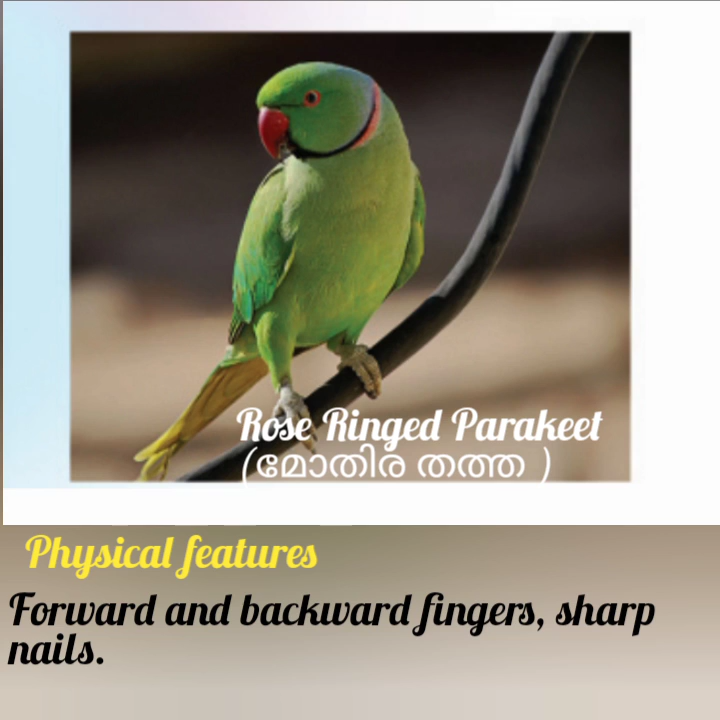 Rose Ringed Parakeet
(മോതിര തത്ത )
Physical features
Forward and backward fingers, sharp
nails.